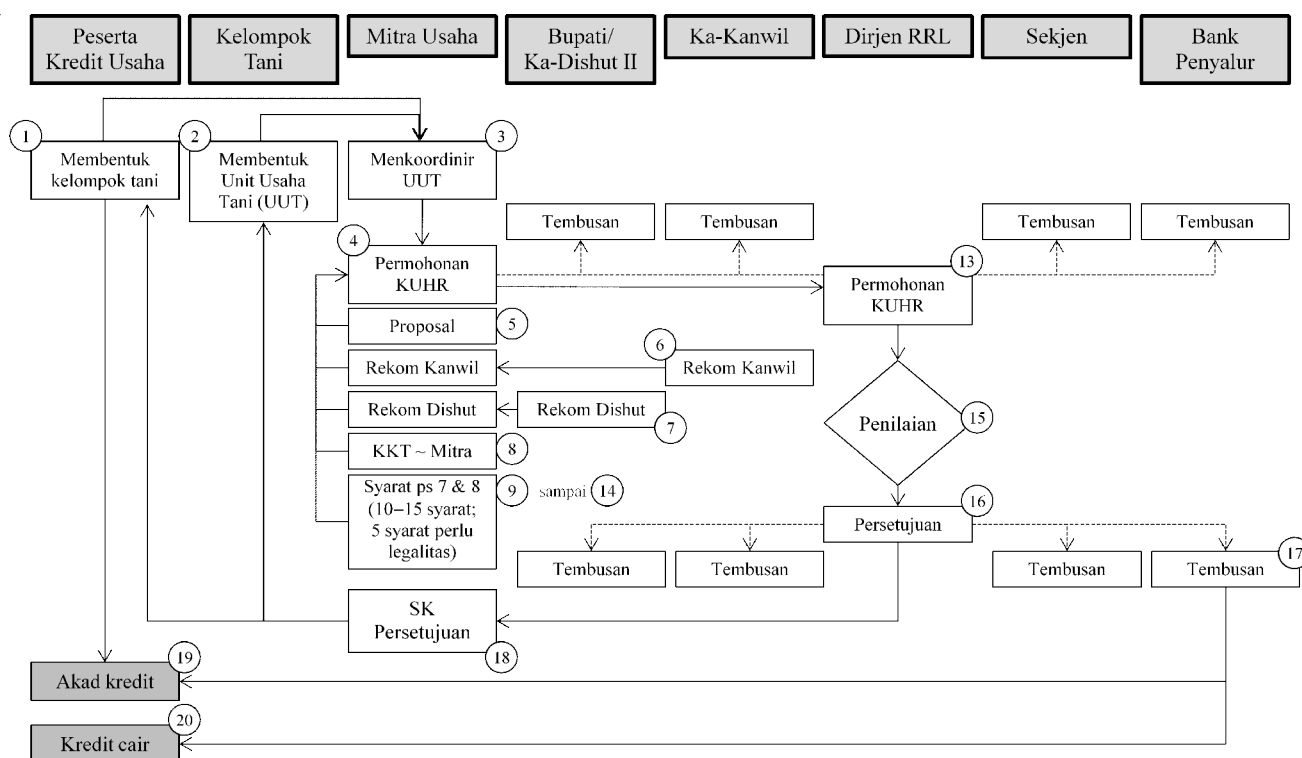 Peserta
Kredit Usaha
Kelompok
Tani
Mitra Usaha
Bupati/
Ka-Dishut II
Ka-Kanwil
Dirjen RRL
Sekjen
Bank
Penyalur
1
Membentuk
kelompok tani
2
Membentuk
Unit Usaha
Tani (UUT)
3
Menkoordinir
UUT
Tembusan
Tembusan
Tembusan
Tembusan
4
Permohonan
KUHR
13
Permohonan
KUHR
Proposal
5
Rekom Kanwil
6
Rekom Kanwil
Rekom Dishut
Rekom Dishut
7
Penilaian
15
KKT ~ Mitra
8
Syarat ps 7 & 8
(10–15 syarat;
5 syarat perlu
legalitas)
9 sampai 14
16
Persetujuan
Tembusan
Tembusan
Tembusan
Tembusan
17
SK
Persetujuan
18
19
Akad kredit
20
Kredit cair